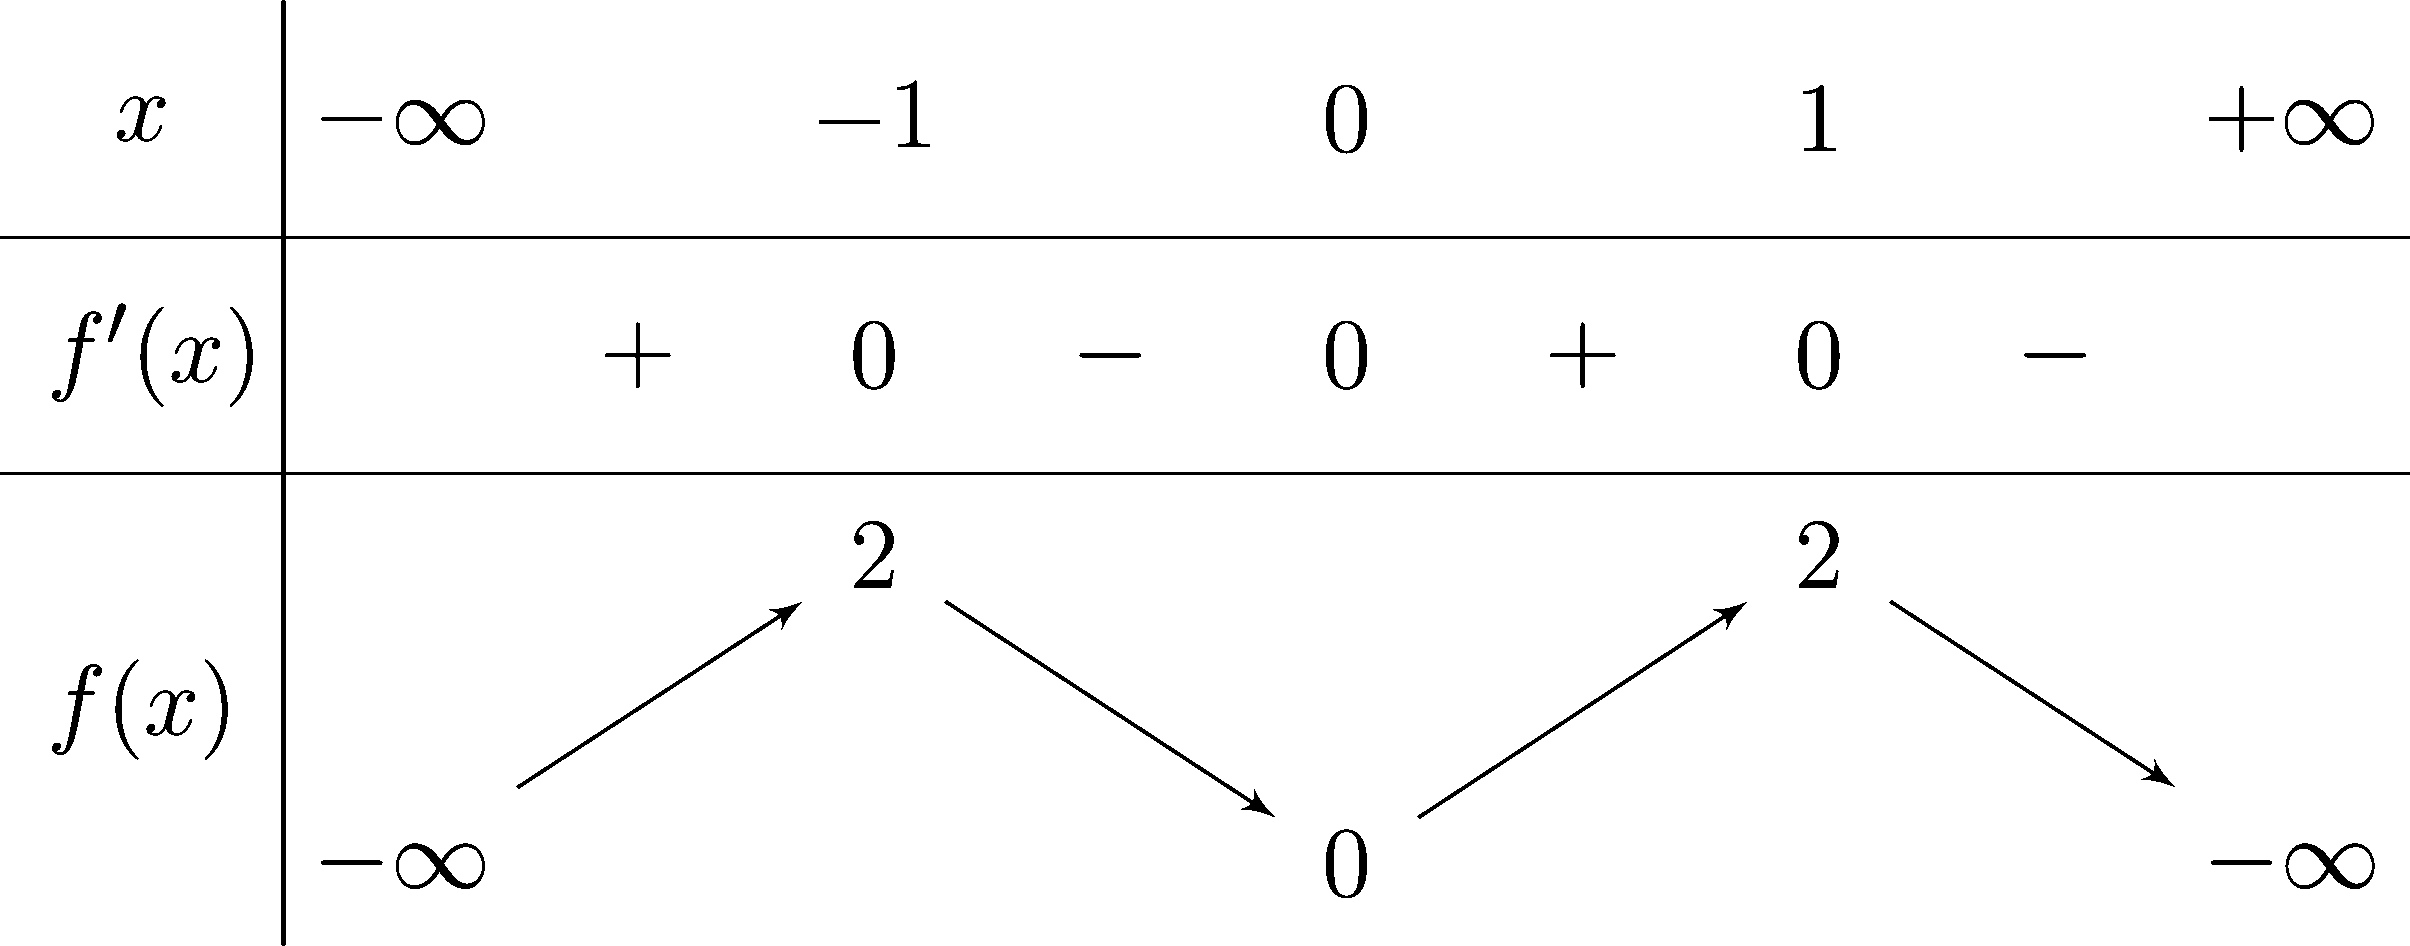 x −∞ −1 0 1 +∞
f′(x) + 0 − 0 + 0 −
2 2
f(x)
−∞ 0 −∞